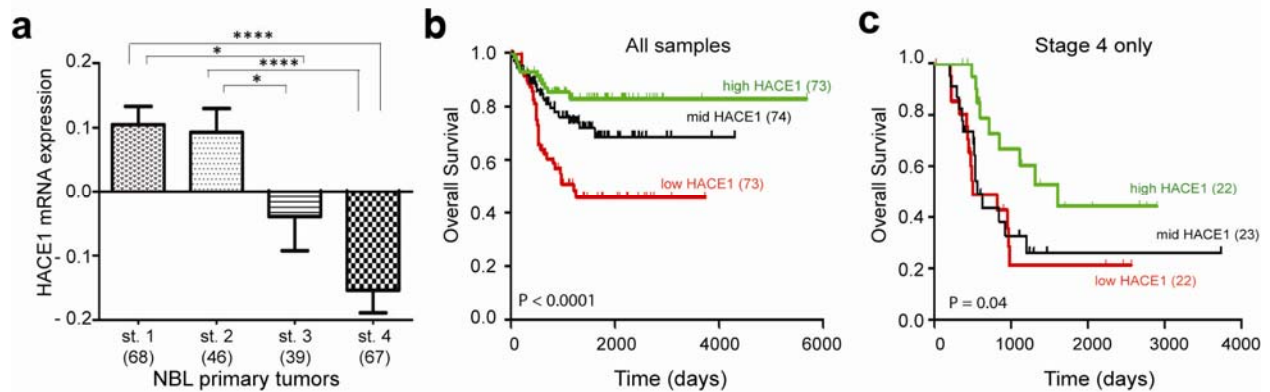 a
****
*
****
*
HACE1 mRNA expression
0.2
0.1
0.0
- 0.1
- 0.2
st. 1 st. 2 st. 3 st. 4
(68) (46) (39) (67)
NBL primary tumors
b
All samples
Overall Survival
1.0
0.8
0.6
0.4
0.2
0.0
high HACE1 (73)
mid HACE1 (74)
low HACE1 (73)
P < 0.0001
0 2000 4000 6000
Time (days)
c
Stage 4 only
Overall Survival
1.0
0.8
0.6
0.4
0.2
0.0
high HACE1 (22)
mid HACE1 (23)
low HACE1 (22)
P = 0.04
0 1000 2000 3000 4000
Time (days)